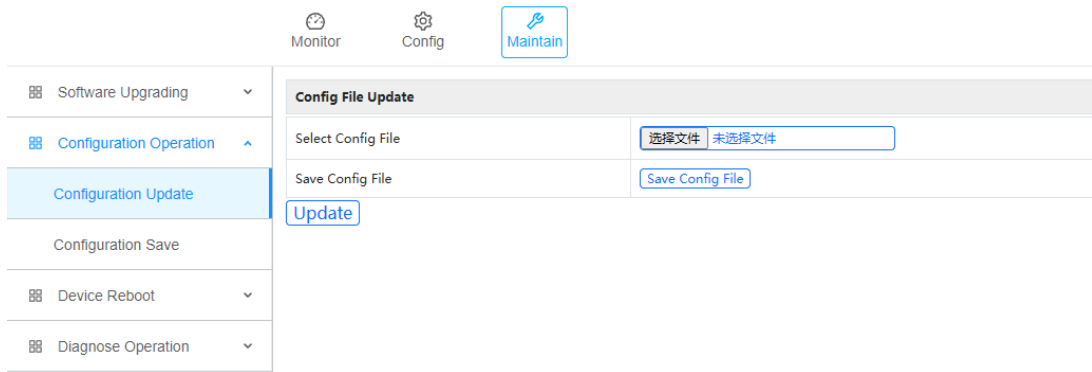 Monitor
Config
Maintain
Software Upgrading
Configuration Operation
Configuration Update
Configuration Save
Device Reboot
Diagnose Operation
Config File Update
Select Config File
选择文件 未选择文件
Save Config File
Save Config File
Update